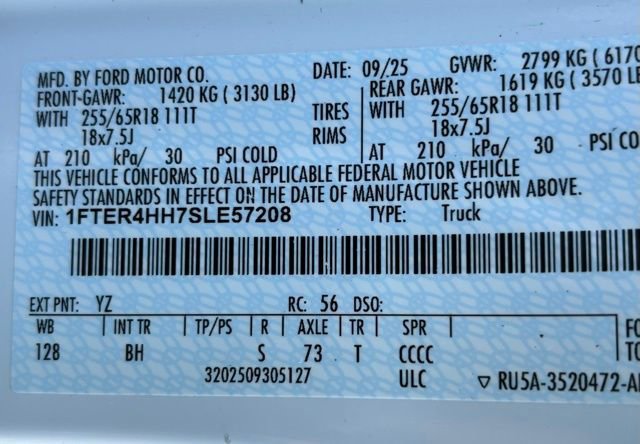 MFD. BY FORD MOTOR CO. DATE: 09/25 GVWR: 2799 KG ( 6170
FRONT-GAWR: 1420 KG ( 3130 LB) REAR GAWR: 1619 KG ( 3570 LB
WITH 255/65R18 111T TIRES WITH 255/65R18 111T
18x7.5J RIMS 18x7.5J
AT 210 kPa/ 30 PSI COLD AT 210 kPa/ 30 PSI CO
THIS VEHICLE CONFORMS TO ALL APPLICABLE FEDERAL MOTOR VEHICLE
SAFETY STANDARDS IN EFFECT ON THE DATE OF MANUFACTURE SHOWN ABOVE.
VIN: 1FTER4HH7SLE57208 TYPE: Truck
EXT PNT: YZ RC: 56 DSO:
WB INT TR TP/PS R AXLE TR SPR
128 BH S 73 T CCCC
3202509305127 ULC ▽ RU5A-3520472-A